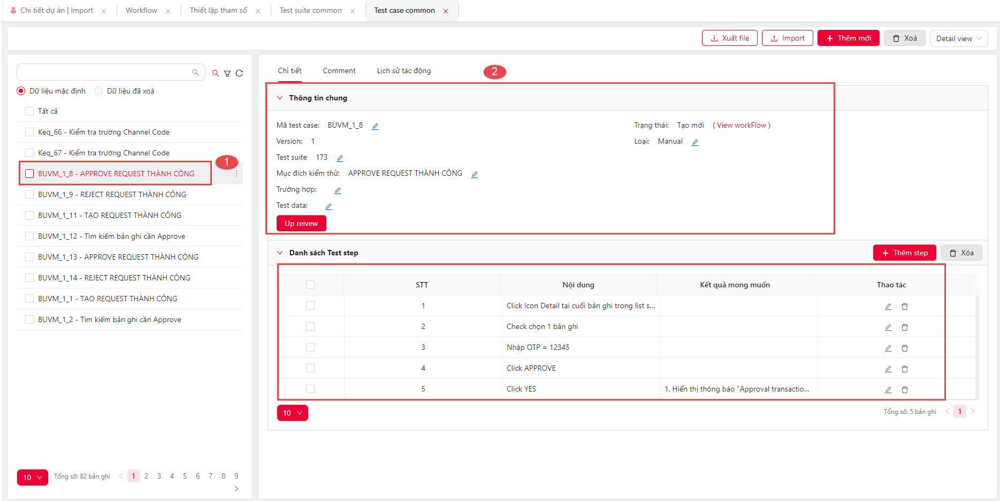 Chi tiết dự án | Import
Workflow
Thiết lập tham số
Test suite common
Test case common
Xuất file
Import
Thêm mới
Xoá
Detail view
Dữ liệu mặc định
Dữ liệu đã xoá
Tất cả
Keq_66 - Kiểm tra trường Channel Code
Keq_67 - Kiểm tra trường Channel Code
1
BUVM_1_8 - APPROVE REQUEST THÀNH CÔNG
BUVM_1_9 - REJECT REQUEST THÀNH CÔNG
BUVM_1_11 - TẠO REQUEST THÀNH CÔNG
BUVM_1_12 - Tìm kiếm bản ghi cần Approve
BUVM_1_13 - APPROVE REQUEST THÀNH CÔNG
BUVM_1_14 - REJECT REQUEST THÀNH CÔNG
BUVM_1_1 - TẠO REQUEST THÀNH CÔNG
BUVM_1_2 - Tìm kiếm bản ghi cần Approve
10 Tổng số: 82 bản ghi < 1 2 3 4 5 6 7 8 9
>
Chi tiết
Comment
Lịch sử tác động
2
Thông tin chung
Mã test case: BUVM_1_8
Trạng thái: Tạo mới ( View workFlow )
Version: 1
Loại: Manual
Test suite 173
Mục đích kiểm thử: APPROVE REQUEST THÀNH CÔNG
Trường hợp:
Test data:
Up reivew
Danh sách Test step
Thêm step
Xóa
STT Nội dung Kết quả mong muốn Thao tác
1 Click Icon Detail tại cuối bản ghi trong list s...
2 Check chọn 1 bản ghi
3 Nhập OTP = 12345
4 Click APPROVE
5 Click YES 1. Hiển thị thông báo "Approval transactio...
10
Tổng số: 5 bản ghi < 1 >